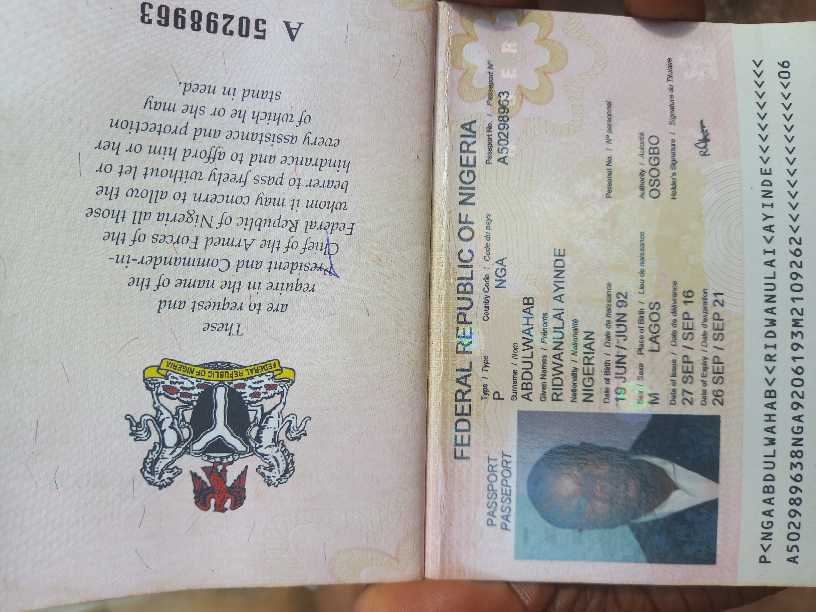 FEDERAL REPUBLIC OF NIGERIA
These
are to request and
require in the name of the
President and Commander-in-
Chief of the Armed Forces of the
Federal Republic of Nigeria all those
whom it may concern to allow the
bearer to pass freely without let or
hindrance and to afford him or her
every assistance and protection
of which he or she may
stand in need.
A 50298963
FEDERAL REPUBLIC OF NIGERIA
PASSPORT
PASSEPORT
Type / Type
Country Code / Code du pays
Passport No. / Passeport N°
P
NGA
A50298963
Surname / Nom
ABDULWAHAB
Given Names / Prénoms
RIDWANULAI AYINDE
Nationality / Nationalité
NIGERIAN
Date of Birth / Date de naissance
Personal No. / N° personnel
19 JUN / JUN 92
Sex / Sexe Place of Birth / Lieu de naissance
Authority / Autorité
M LAGOS
OSOGBO
Date of Issue / Date de délivrance
Holder's Signature / Signature du Titulaire
27 SEP / SEP 16
Date of Expiry / Date d'expiration
26 SEP / SEP 21
P<NGAABDULWAHAB<<RIDWANULAI<AYINDE<<<<<<<<<<
A502989638NGA9206193M2109262<<<<<<<<<<<<<<06